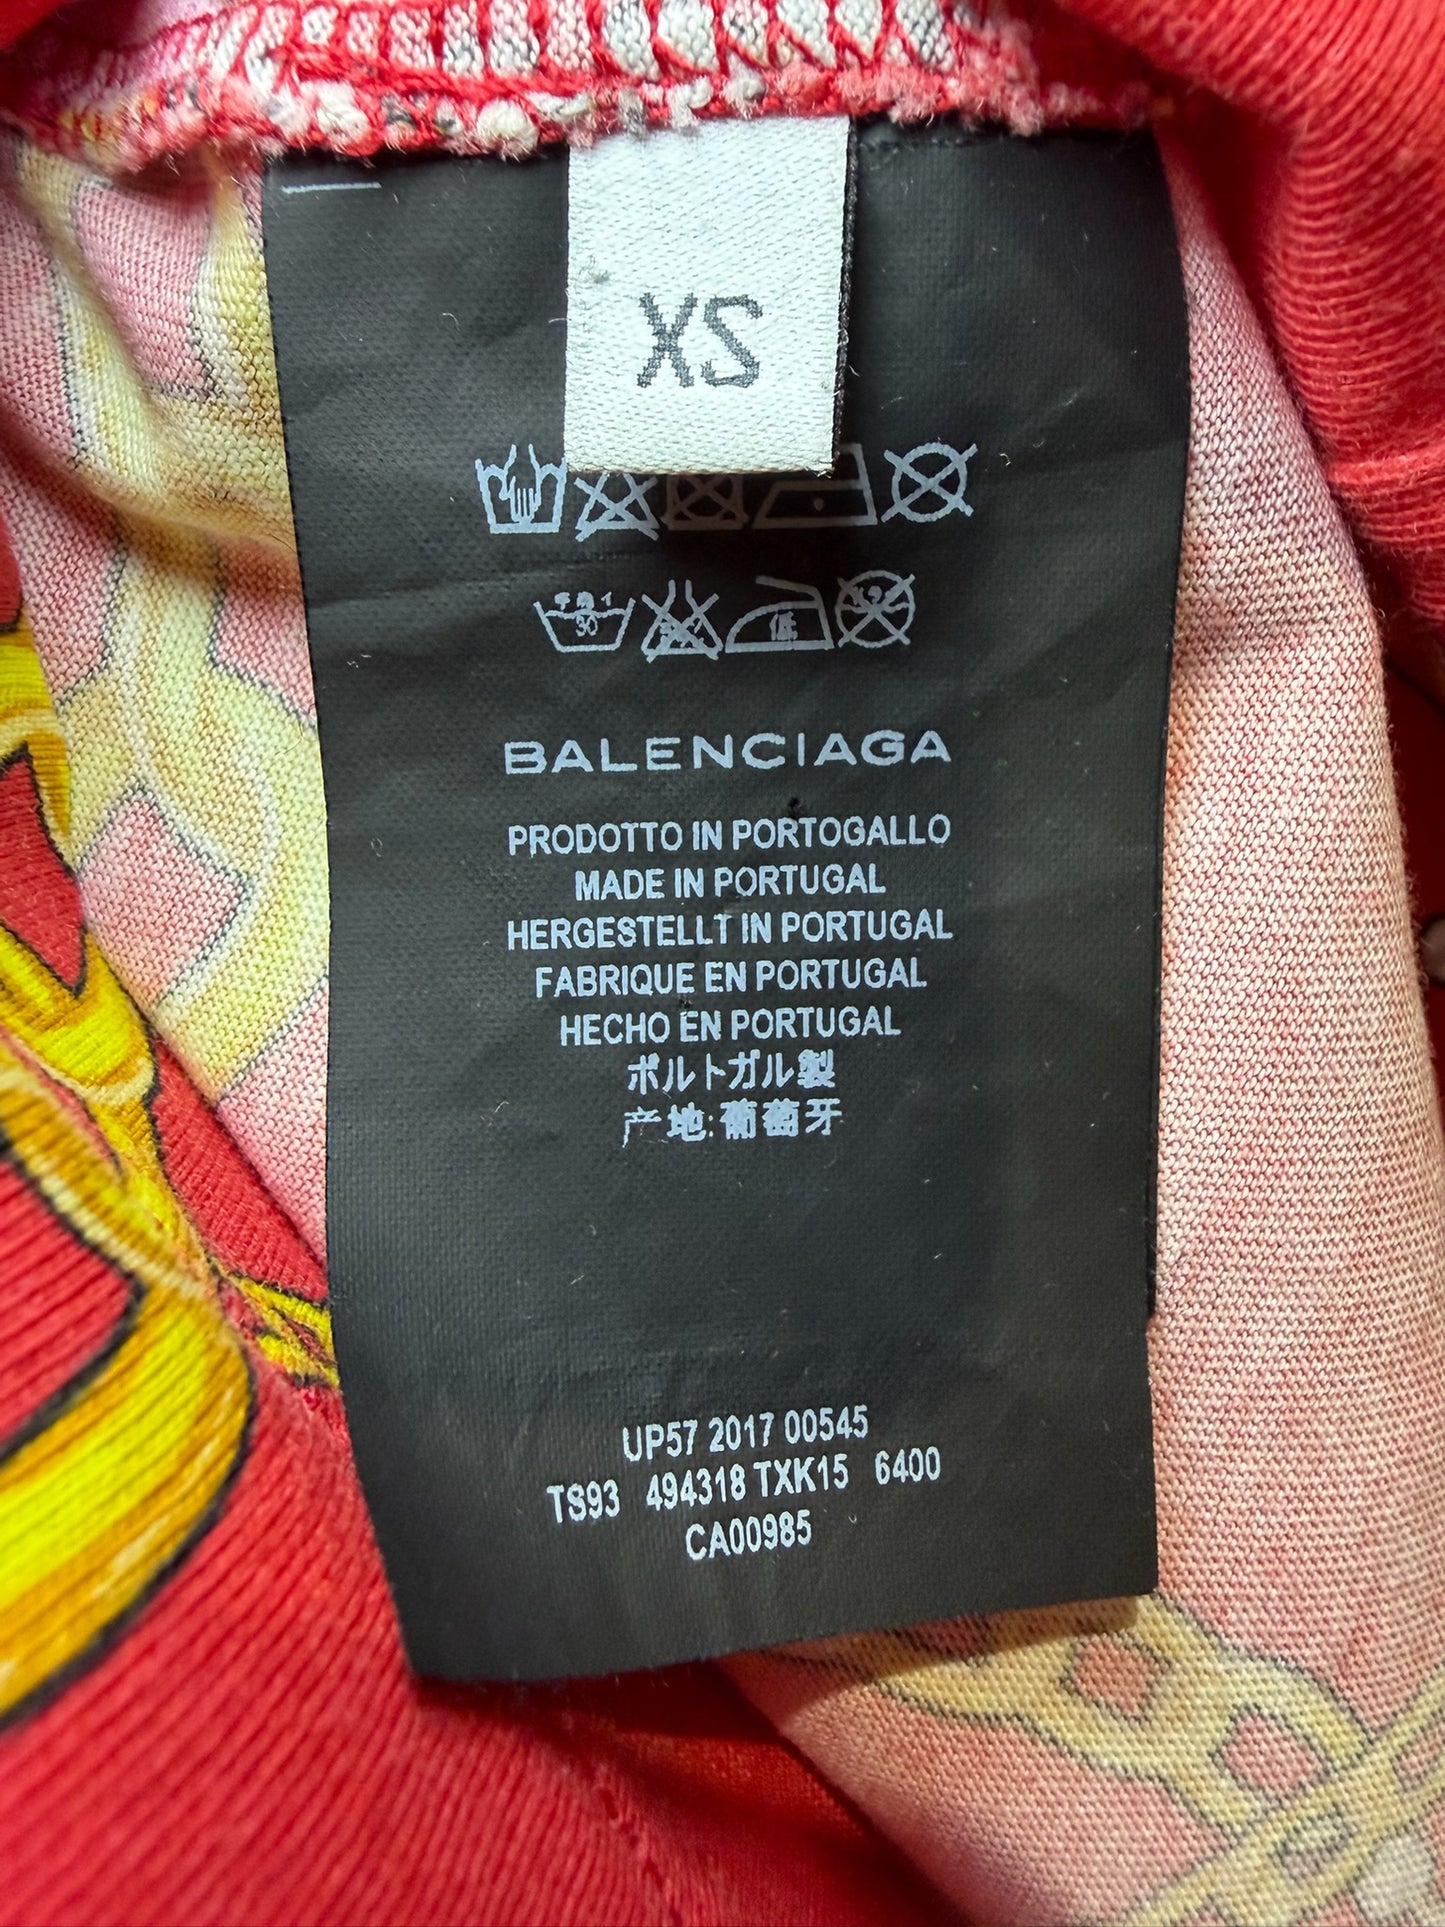 XS
30
BALENCIAGA
PRODOTTO IN PORTOGALLO
MADE IN PORTUGAL
HERGESTELLT IN PORTUGAL
FABRIQUE EN PORTUGAL
HECHO EN PORTUGAL
ポルトガル製
产地:葡萄牙
UP57 2017 00545
TS93 494318 TXK15 6400
CA00985